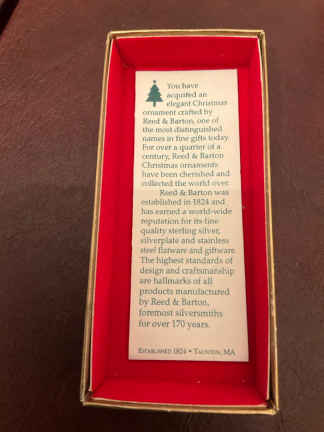 You have
acquired an
elegant Christmas
ornament crafted by
Reed & Barton, one of
the most distinguished
names in fine gifts today.
For over a quarter of a
century, Reed & Barton
Christmas ornaments
have been cherished and
collected the world over.
Reed & Barton was
established in 1824 and
has earned a world-wide
reputation for its fine
quality sterling silver,
silverplate and stainless
steel flatware and giftware.
The highest standards of
design and craftsmanship
are hallmarks of all
products manufactured
by Reed & Barton,
foremost silversmiths
for over 170 years.
ESTABLISHED 1824 • TAUNTON, MA